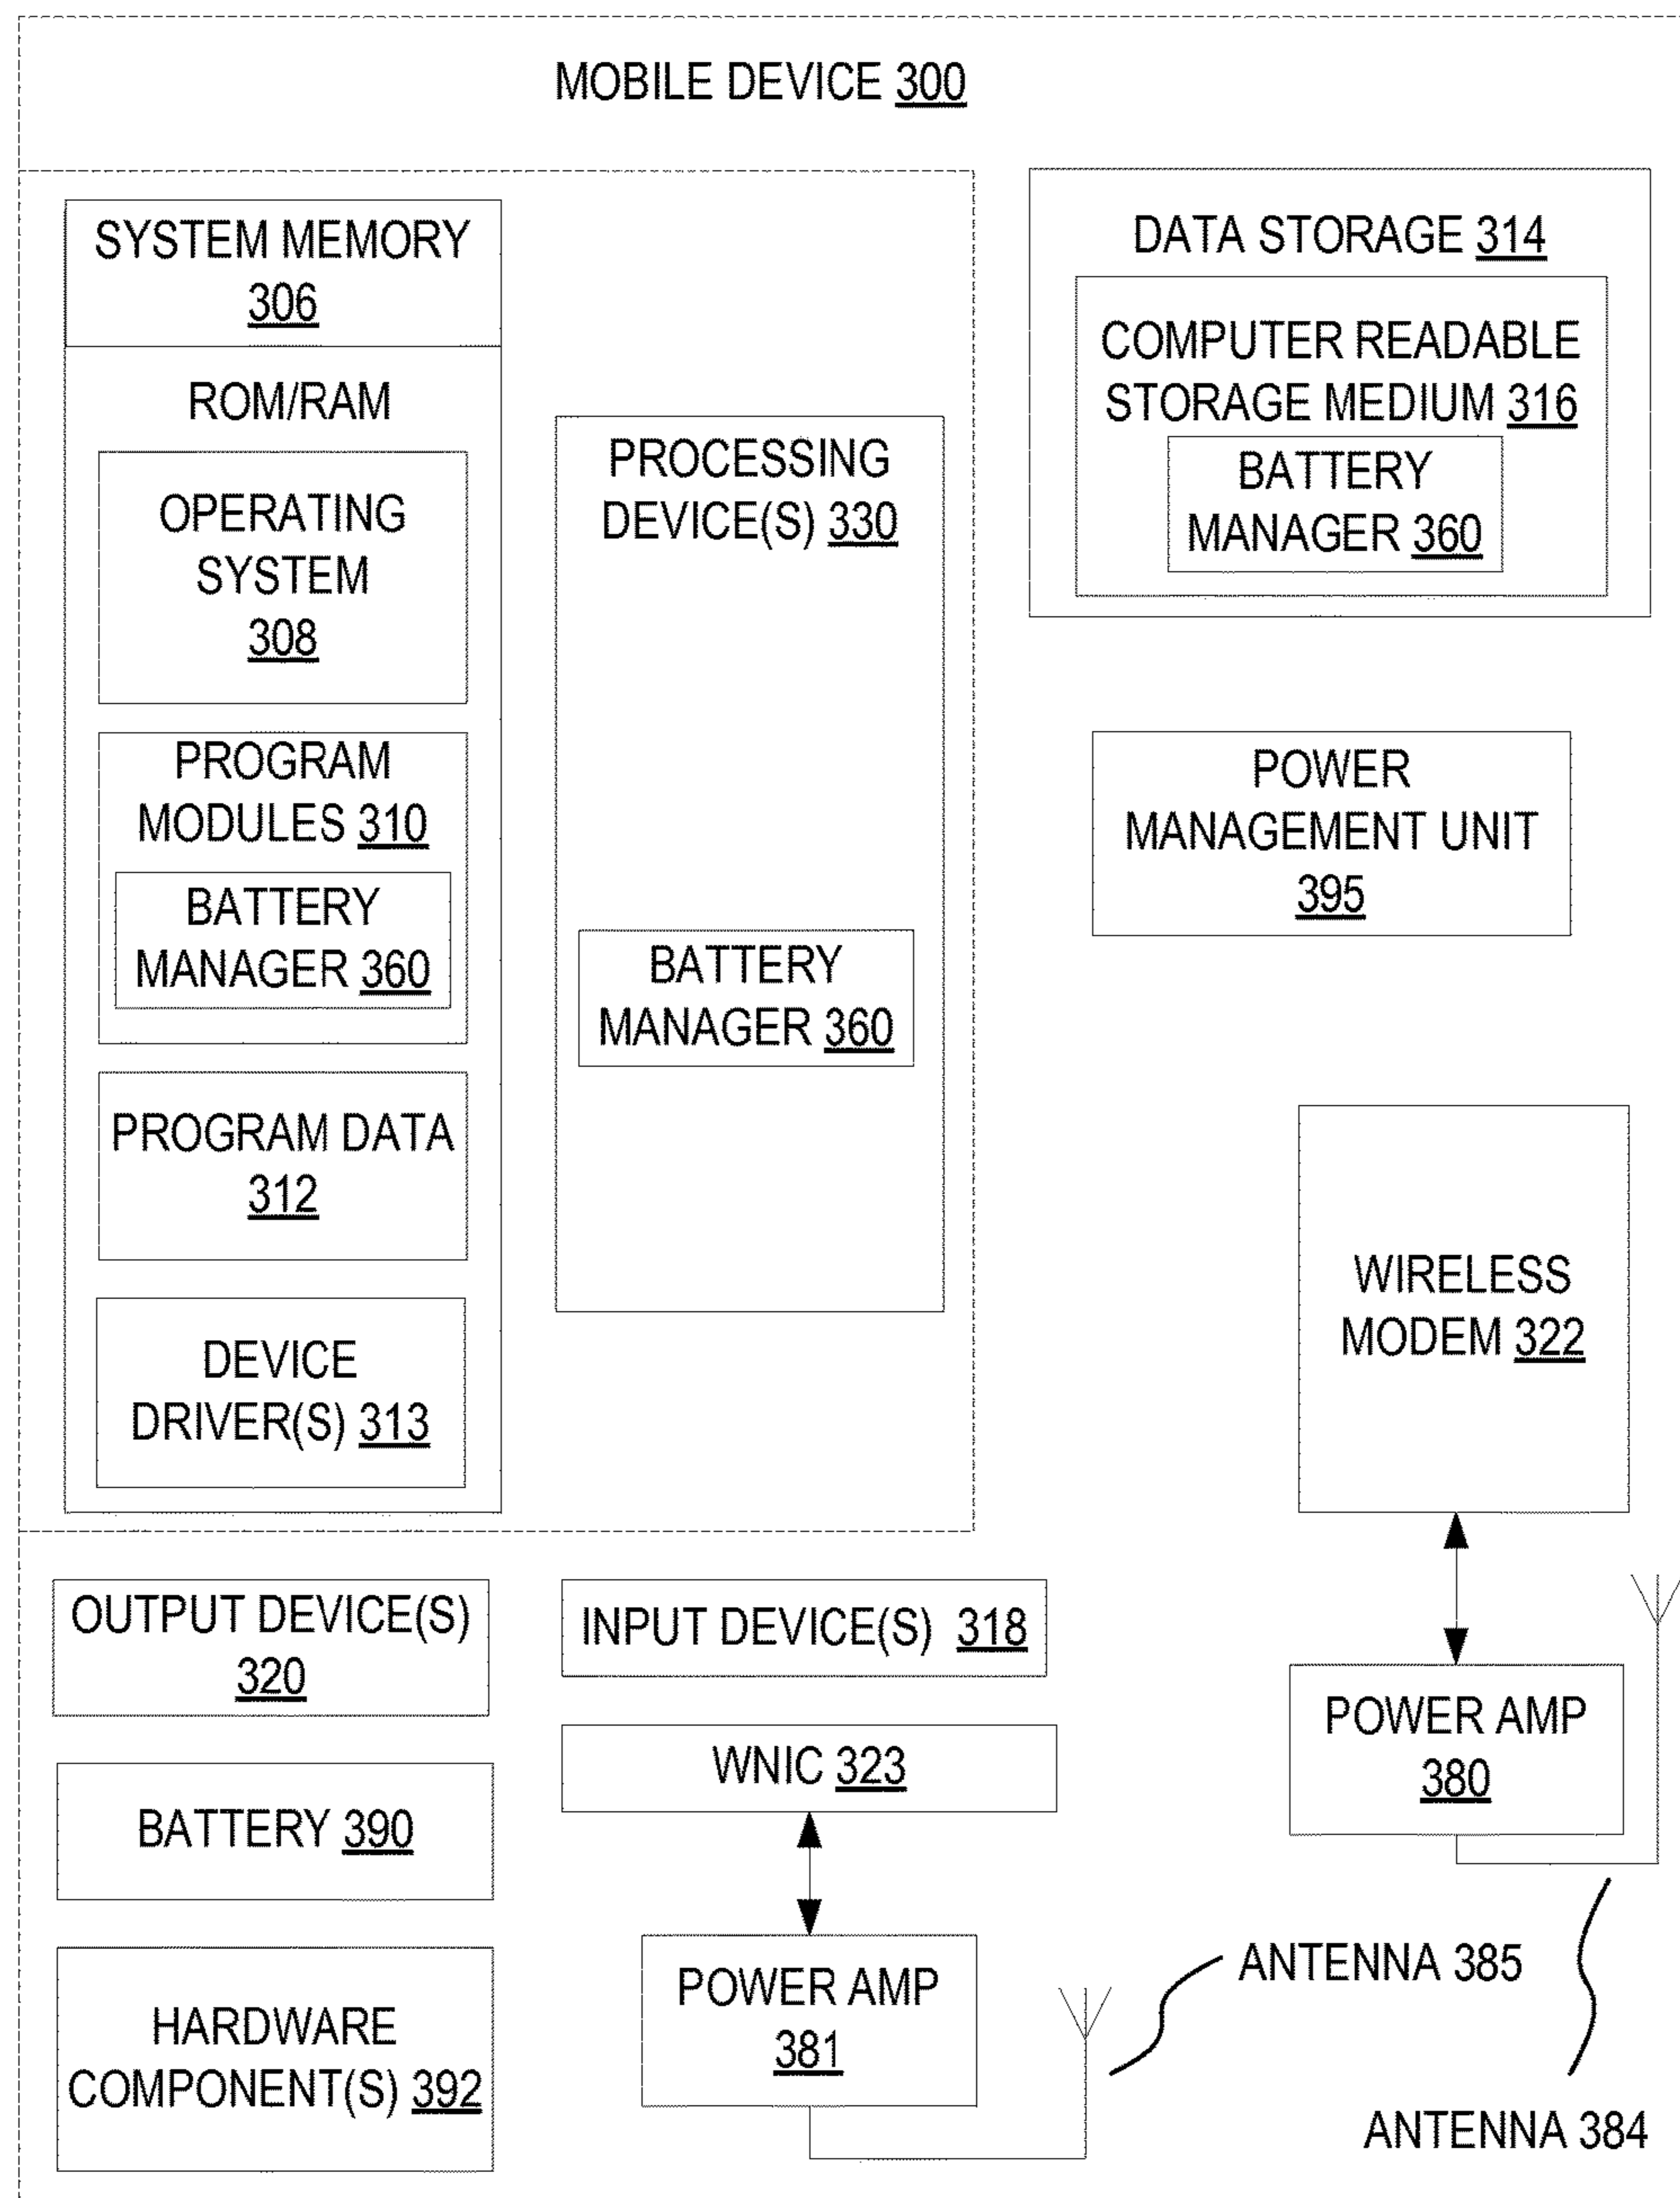 MOBILE DEVICE 300
SYSTEM MEMORY
306
ROM/RAM
OPERATING
SYSTEM
308
PROGRAM
MODULES 310
BATTERY
MANAGER 360
PROGRAM DATA
312
DEVICE
DRIVER(S) 313
PROCESSING
DEVICE(S) 330
BATTERY
MANAGER 360
DATA STORAGE 314
COMPUTER READABLE
STORAGE MEDIUM 316
BATTERY
MANAGER 360
POWER
MANAGEMENT UNIT
395
WIRELESS
MODEM 322
OUTPUT DEVICE(S)
320
INPUT DEVICE(S) 318
WNIC 323
POWER AMP
380
BATTERY 390
POWER AMP
381
ANTENNA 385
HARDWARE
COMPONENT(S) 392
ANTENNA 384